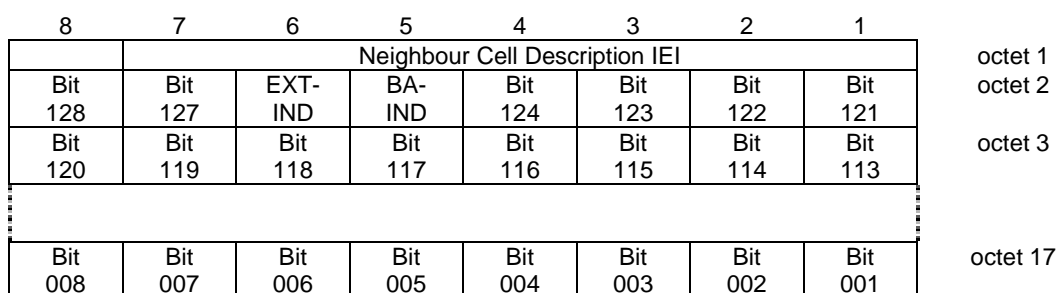 8 7 6 5 4 3 2 1
Neighbour Cell Description IEI octet 1
Bit Bit EXT- BA- Bit Bit Bit Bit octet 2
128 127 IND IND 124 123 122 121
Bit Bit Bit Bit Bit Bit Bit Bit octet 3
120 119 118 117 116 115 114 113
Bit Bit Bit Bit Bit Bit Bit Bit octet 17
008 007 006 005 004 003 002 001